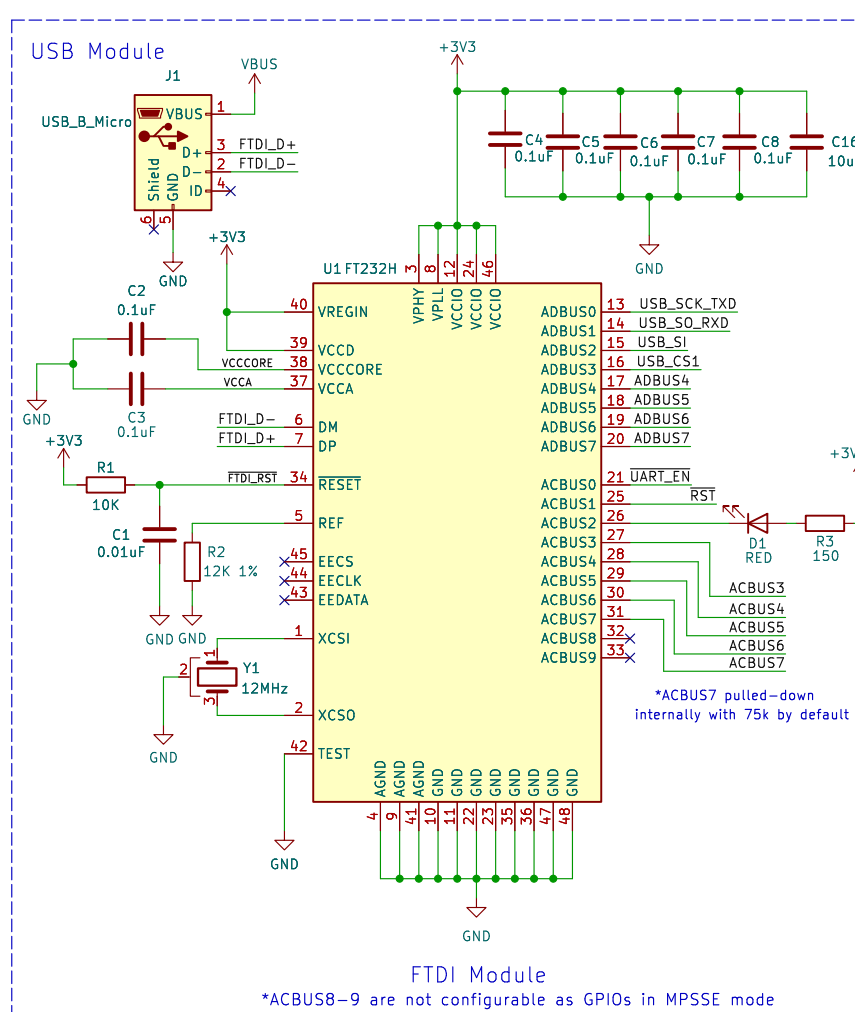 USB Module
J1
USB_B_Micro
VBUS
VBUS
1
D+
3
FTDI_D+
D-
2
FTDI_D-
ID
4
Shield
GND
6
5
GND
+3V3
C4
0.1uF
C5
0.1uF
C6
0.1uF
C7
0.1uF
C8
0.1uF
C16
10u
GND
+3V3
U1
FT232H
3
8
12
24
46
VPHY
VPLL
VCCIO
VCCIO
VCCIO
C2
0.1uF
C3
0.1uF
GND
40
VREGIN
39
VCCD
VCCCORE
38
VCCCORE
VCCA
37
VCCA
FTDI_D-
6
DM
FTDI_D+
7
DP
+3V3
R1
10K
FTDI_RST
34
RESET
C1
0.01uF
GND
5
REF
R2
12K 1%
GND
45
EECS
44
EECLK
43
EEDATA
1
XCSI
1
2
3
Y1
12MHz
GND
2
XCSO
42
TEST
GND
ADBUS0
13
USB_SCK_TXD
ADBUS1
14
USB_SO_RXD
ADBUS2
15
USB_SI
ADBUS3
16
USB_CS1
ADBUS4
17
ADBUS4
ADBUS5
18
ADBUS5
ADBUS6
19
ADBUS6
ADBUS7
20
ADBUS7
ACBUS0
21
UART_EN
ACBUS1
25
RST
ACBUS2
26
ACBUS3
27
ACBUS4
28
ACBUS5
29
ACBUS6
30
ACBUS7
31
ACBUS8
32
ACBUS9
33
D1
RED
+3V
R3
150
ACBUS3
ACBUS4
ACBUS5
ACBUS6
ACBUS7
*ACBUS7 pulled-down
internally with 75k by default
AGND
AGND
AGND
GND
GND
GND
GND
GND
GND
GND
GND
4
9
41
10
11
22
23
35
36
47
48
GND
FTDI Module
*ACBUS8-9 are not configurable as GPIOs in MPSSE mode